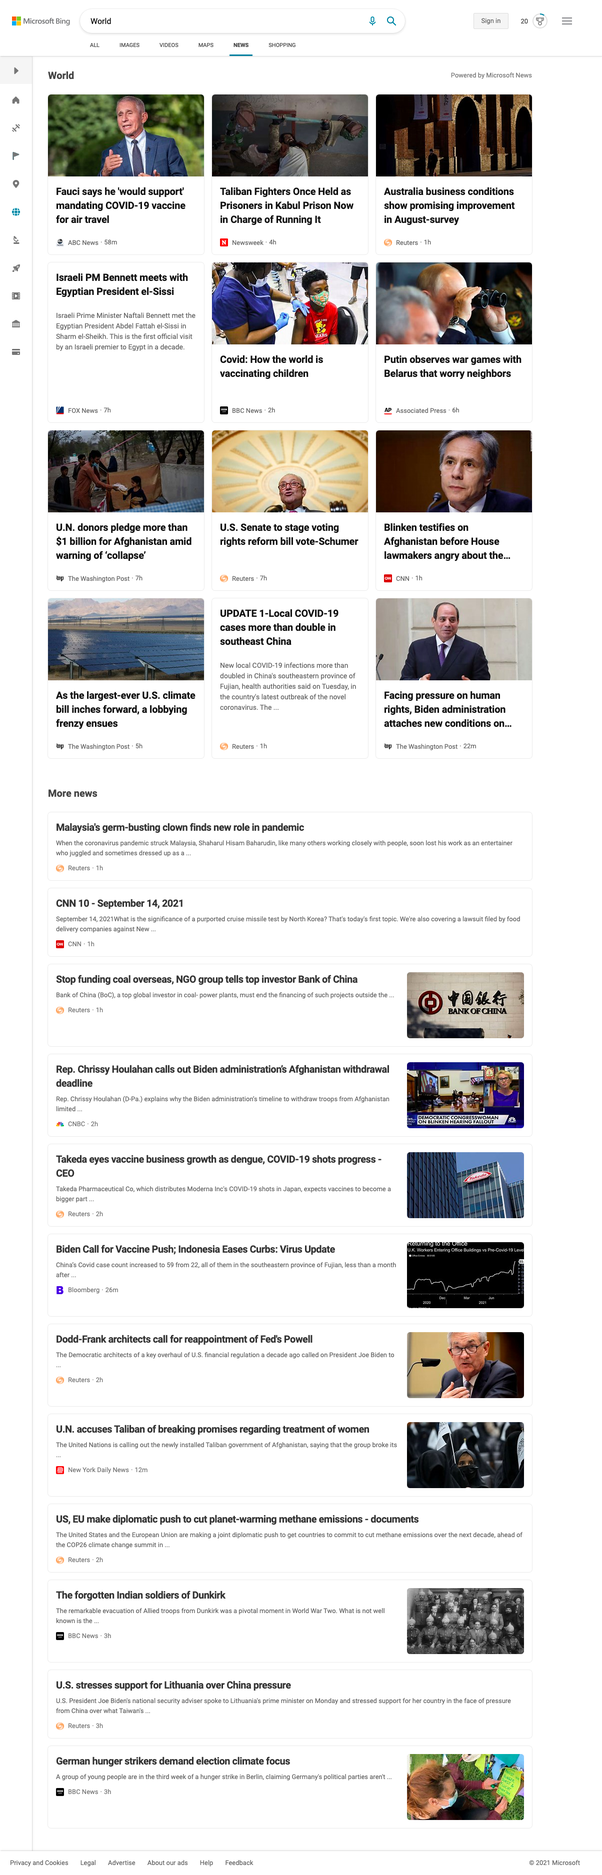 Microsoft Bing
World
Sign in
20
ALL
IMAGES
VIDEOS
MAPS
NEWS
SHOPPING
World
Powered by Microsoft News
Fauci says he 'would support'
mandating COVID-19 vaccine
for air travel
ABC News · 58m
Taliban Fighters Once Held as
Prisoners in Kabul Prison Now
in Charge of Running It
Newsweek · 4h
Australia business conditions
show promising improvement
in August-survey
Reuters · 1h
Israeli PM Bennett meets with
Egyptian President el-Sissi
Israeli Prime Minister Naftali Bennett met the
Egyptian President Abdel Fattah el-Sissi in
Sharm el-Sheikh. This is the first official visit
by an Israeli premier to Egypt in a decade.
FOX News · 7h
Covid: How the world is
vaccinating children
BBC News · 2h
Putin observes war games with
Belarus that worry neighbors
AP
Associated Press · 6h
U.N. donors pledge more than
$1 billion for Afghanistan amid
warning of 'collapse'
wp
The Washington Post · 7h
U.S. Senate to stage voting
rights reform bill vote-Schumer
Reuters · 7h
Blinken testifies on
Afghanistan before House
lawmakers angry about the...
CNN · 1h
As the largest-ever U.S. climate
bill inches forward, a lobbying
frenzy ensues
wp
The Washington Post · 5h
UPDATE 1-Local COVID-19
cases more than double in
southeast China
New local COVID-19 infections more than
doubled in China's southeastern province of
Fujian, health authorities said on Tuesday, in
the country's latest outbreak of the novel
coronavirus. The ...
Reuters · 1h
Facing pressure on human
rights, Biden administration
attaches new conditions on...
wp
The Washington Post · 22m
More news
Malaysia's germ-busting clown finds new role in pandemic
When the coronavirus pandemic struck Malaysia, Shaharul Hisam Baharudin, like many others working closely with people, soon lost his work as an entertainer
who juggled and sometimes dressed up as a ...
Reuters · 1h
CNN 10 - September 14, 2021
September 14, 2021What is the significance of a purported cruise missile test by North Korea? That's today's first topic. We're also covering a lawsuit filed by food
delivery companies against New ...
CNN · 1h
Stop funding coal overseas, NGO group tells top investor Bank of China
Bank of China (BoC), a top global investor in coal- power plants, must end the financing of such projects outside the ...
Reuters · 1h
中国银行
BANK OF CHINA
Rep. Chrissy Houlahan calls out Biden administration's Afghanistan withdrawal
deadline
Rep. Chrissy Houlahan (D-Pa.) explains why the Biden administration's timeline to withdraw troops from Afghanistan
limited ...
CNBC · 2h
DEMOCRATIC CONGRESSWOMAN
ON BLINKEN HEARING FALLOUT
Takeda eyes vaccine business growth as dengue, COVID-19 shots progress -
CEO
Takeda Pharmaceutical Co, which distributes Moderna Inc's COVID-19 shots in Japan, expects vaccines to become a
bigger part ...
Reuters · 2h
Biden Call for Vaccine Push; Indonesia Eases Curbs: Virus Update
China's Covid case count increased to 59 from 22, all of them in the southeastern province of Fujian, less than a month
after ...
Bloomberg · 26m
Returning to the Office
U.K. Workers Entering Office Buildings vs Pre-Covid-19 Leve
Dec
Mar
Jun
2020
2021
Dodd-Frank architects call for reappointment of Fed's Powell
The Democratic architects of a key overhaul of U.S. financial regulation a decade ago called on President Joe Biden to
...
Reuters · 2h
U.N. accuses Taliban of breaking promises regarding treatment of women
The United Nations is calling out the newly installed Taliban government of Afghanistan, saying that the group broke its
...
New York Daily News · 12m
US, EU make diplomatic push to cut planet-warming methane emissions - documents
The United States and the European Union are making a joint diplomatic push to get countries to commit to cut methane emissions over the next decade, ahead of
the COP26 climate change summit in ...
Reuters · 2h
The forgotten Indian soldiers of Dunkirk
The remarkable evacuation of Allied troops from Dunkirk was a pivotal moment in World War Two. What is not well
known is the ...
BBC News · 3h
U.S. stresses support for Lithuania over China pressure
U.S. President Joe Biden's national security adviser spoke to Lithuania's prime minister on Monday and stressed support for her country in the face of pressure
from China over what Taiwan's ...
Reuters · 3h
German hunger strikers demand election climate focus
A group of young people are in the third week of a hunger strike in Berlin, claiming Germany's political parties aren't ...
BBC News · 3h
Privacy and Cookies
Legal
Advertise
About our ads
Help
Feedback
© 2021 Microsoft